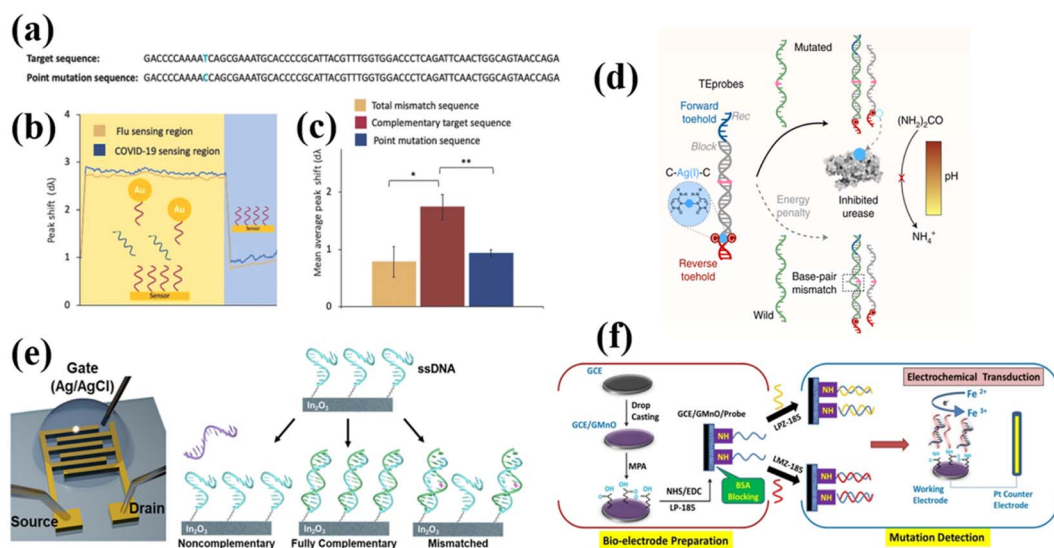 (a)
Target sequence: GACCCCAAAATCAGCGAAATGCACCCCGCATTACGTTTGGTGGACCCTCAGATTCAACTGGCAGTAACCAGA
Point mutation sequence: GACCCCAAAACCAGCGAAATGCACCCCGCATTACGTTTGGTGGACCCTCAGATTCAACTGGCAGTAACCAGA
(b)
Peak shift (dλ)
4
3
2
1
0
Flu sensing region
COVID-19 sensing region
Au
Au
Sensor
Sensor
(c)
Total mismatch sequence
Complementary target sequence
Point mutation sequence
Mean average peak shift (dλ)
3
2
1
0
*
**
(d)
Mutated
TEprobes
Forward
toehold
Rec
Block
C-Ag(I)-C
C
C
Reverse
toehold
Energy
penalty
(NH₂)₂CO
pH
Inhibited
urease
NH₄⁺
Base-pair
mismatch
Wild
(e)
Gate
(Ag/AgCl)
Source
Drain
ssDNA
In₂O₃
In₂O₃
In₂O₃
In₂O₃
Noncomplementary
Fully Complementary
Mismatched
(f)
GCE
Drop
Casting
GCE/GMnO
MPA
NHS/EDC
LP-185
GCE/GMnO/Probe
NH
NH
BSA
Blocking
LPZ-185
LMZ-185
NH
NH
NH
NH
Electrochemical Transduction
Fe 2+
e-
Fe 3+
Working
Electrode
Pt Counter
Electrode
Bio-electrode Preparation
Mutation Detection